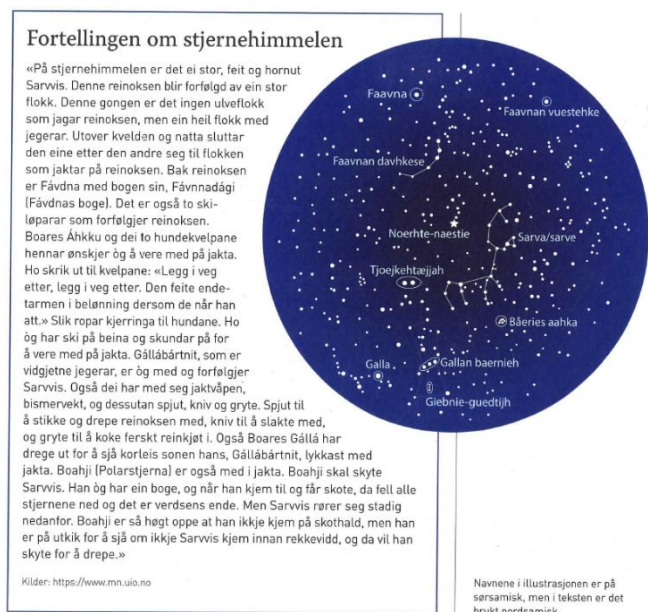 Fortellingen om stjernehimmelen
«På stjernehimmelen er det ei stor, feit og hornut
Sarvvis. Denne reinoksen blir forfølgd av ein stor
flokk. Denne gongen er det ingen ulveflokk
som jagar reinoksen, men ein heil flokk med
jegerar. Utover kvelden og natta sluttar
den eine etter den andre seg til flokken
som jaktar på reinoksen. Bak reinoksen
er Fávdna med bogen sin, Fávnnadági
(Fávdnas boge). Det er også to ski-
løparar som forfølgjer reinoksen.
Boares Áhkku og dei to hundekvelpane
hennar ønskjer òg å vere med på jakta.
Ho skrik ut til kvelpane: «Legg i veg
etter, legg i veg etter. Den feite ende-
tarmen i belønning dersom de når han
att.» Slik ropar kjerringa til hundane. Ho
òg har ski på beina og skundar på for
å vere med på jakta. Gállábártnit, som er
vidgjetne jegerar, er òg med og forfølgjer
Sarvvis. Også dei har med seg jaktvåpen,
bismervekt, og dessutan spjut, kniv og gryte. Spjut til
å stikke og drepe reinoksen med, kniv til å slakte med,
og gryte til å koke ferskt reinkjøt i. Også Boares Gállá har
drege ut for å sjå korleis sonen hans, Gállábártnit, lykkast med
jakta. Boahji (Polarstjerna) er også med i jakta. Boahji skal skyte
Sarvvis. Han òg har ein boge, og når han kjem til og får skote, da fell alle
stjernene ned og det er verdsens ende. Men Sarvvis rører seg stadig
nedanfor. Boahji er så høgt oppe at han ikkje kjem på skothald, men han
er på utkik for å sjå om ikkje Sarvvis kjem innan rekkevidd, og da vil han
skyte for å drepe.»
Kilder: https://www.mn.uio.no
Faavna
Faavnan vuestehke
Faavnan davhkese
Noerhte-naestie
Sarva/sarve
Tjoejkehtæjjah
Båeries aahka
Galla
Gallan baernieh
Giebnie-guedtijh
Navnene i illustrasjonen er på
sørsamisk, men i teksten er det
brukt nordsamisk